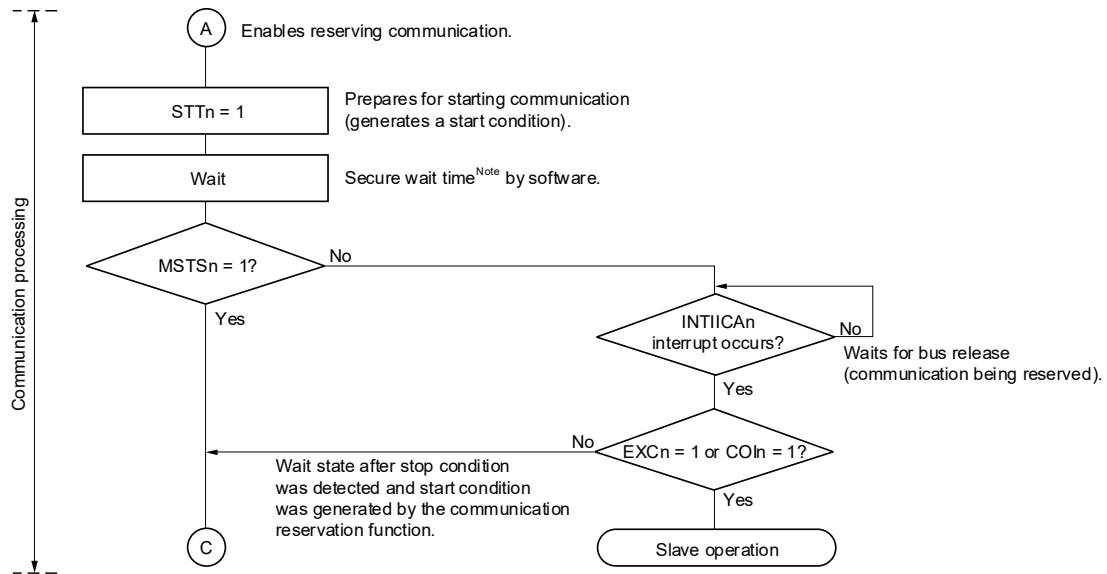 A
Enables reserving communication.
STTn = 1
Prepares for starting communication
(generates a start condition).
Wait
Secure wait timeNote by software.
MSTSn = 1?
No
Yes
INTIICAn
interrupt occurs?
No
Waits for bus release
(communication being reserved).
Yes
EXCn = 1 or COIn = 1?
No
Wait state after stop condition
was detected and start condition
was generated by the communication
reservation function.
Yes
C
Slave operation
Communication processing